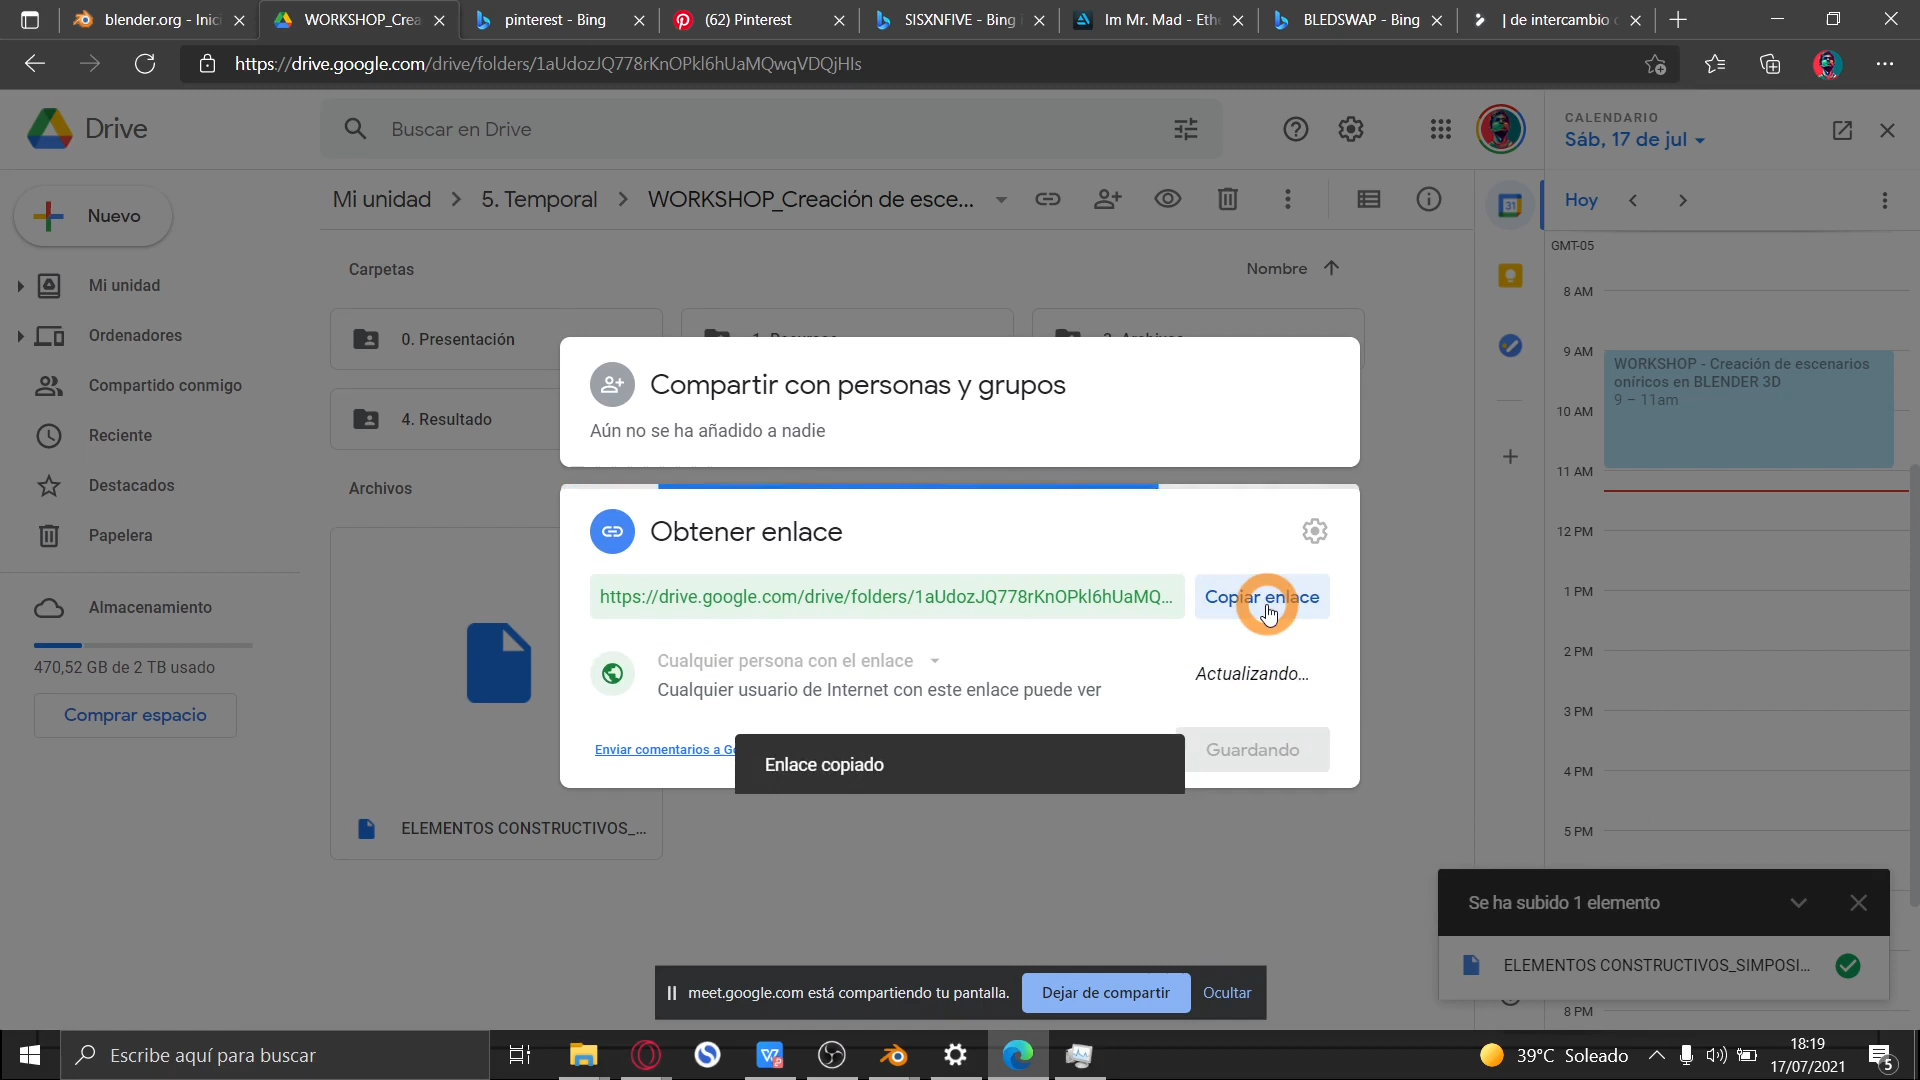 blender.org - Inic
WORKSHOP_Crea
pinterest - Bing
(62) Pinterest
SISXNFIVE - Bing
Im Mr. Mad - Eth
BLEDSWAP - Bing
| de intercambio
https://drive.google.com/drive/folders/1aUdozJQ778rKnOPkl6hUaMQwqVDQjHIs
Drive
Buscar en Drive
CALENDARIO
Sáb, 17 de jul
Nuevo
Mi unidad > 5. Temporal > WORKSHOP_Creación de esce...
31
Hoy
GMT-05
Carpetas
Nombre
Mi unidad
Ordenadores
Compartido conmigo
Reciente
Destacados
Papelera
Almacenamiento
470,52 GB de 2 TB usado
Comprar espacio
0. Presentación
4. Resultado
Archivos
ELEMENTOS CONSTRUCTIVOS_...
Compartir con personas y grupos
Aún no se ha añadido a nadie
Obtener enlace
https://drive.google.com/drive/folders/1aUdozJQ778rKnOPkl6hUaMQ...
Copiar enlace
Cualquier persona con el enlace
Cualquier usuario de Internet con este enlace puede ver
Actualizando...
Enviar comentarios a Go
Guardando
Enlace copiado
8 AM
9 AM
WORKSHOP - Creación de escenarios
oníricos en BLENDER 3D
9 – 11am
10 AM
11 AM
12 PM
1 PM
2 PM
3 PM
4 PM
5 PM
8 PM
Se ha subido 1 elemento
ELEMENTOS CONSTRUCTIVOS_SIMPOSI...
meet.google.com está compartiendo tu pantalla.
Dejar de compartir
Ocultar
Escribe aquí para buscar
39°C Soleado
18:19
17/07/2021
5